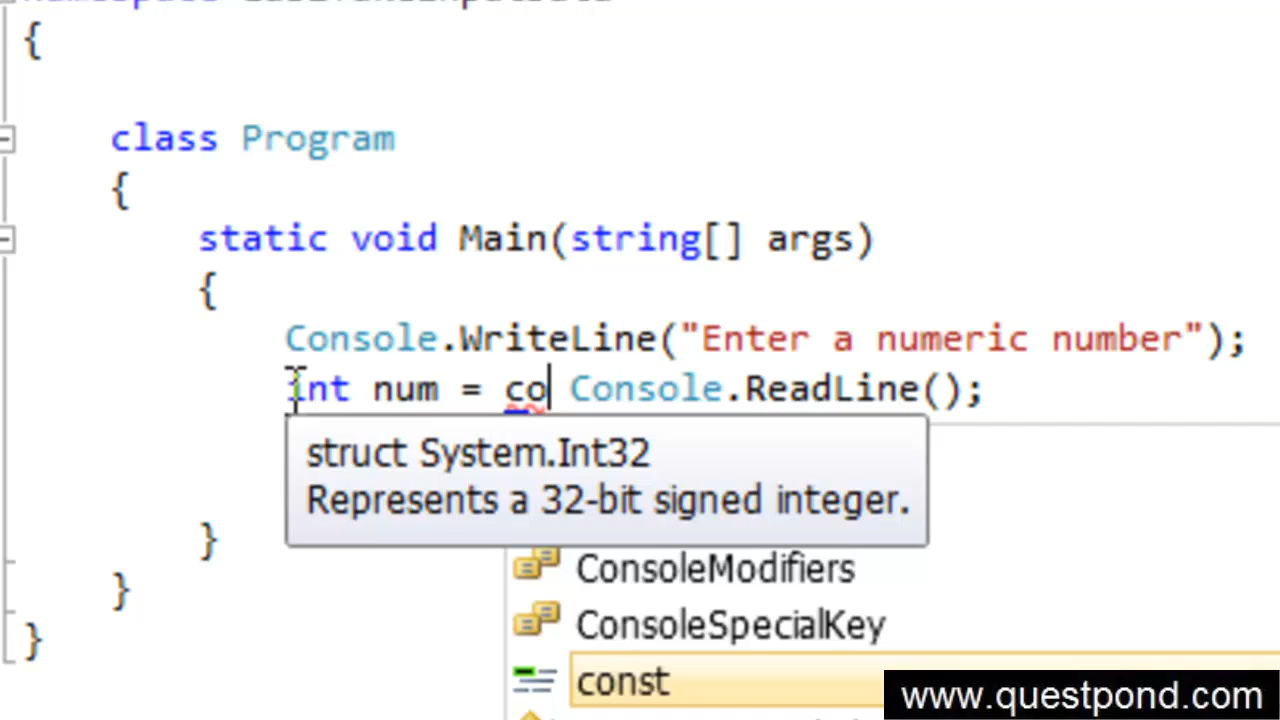 {
class Program
{
static void Main(string[] args)
{
Console.WriteLine("Enter a numeric number");
int num = co Console.ReadLine();
struct System.Int32
Represents a 32-bit signed integer.
}
ConsoleModifiers
}
ConsoleSpecialKey
}
const
www.questpond.com